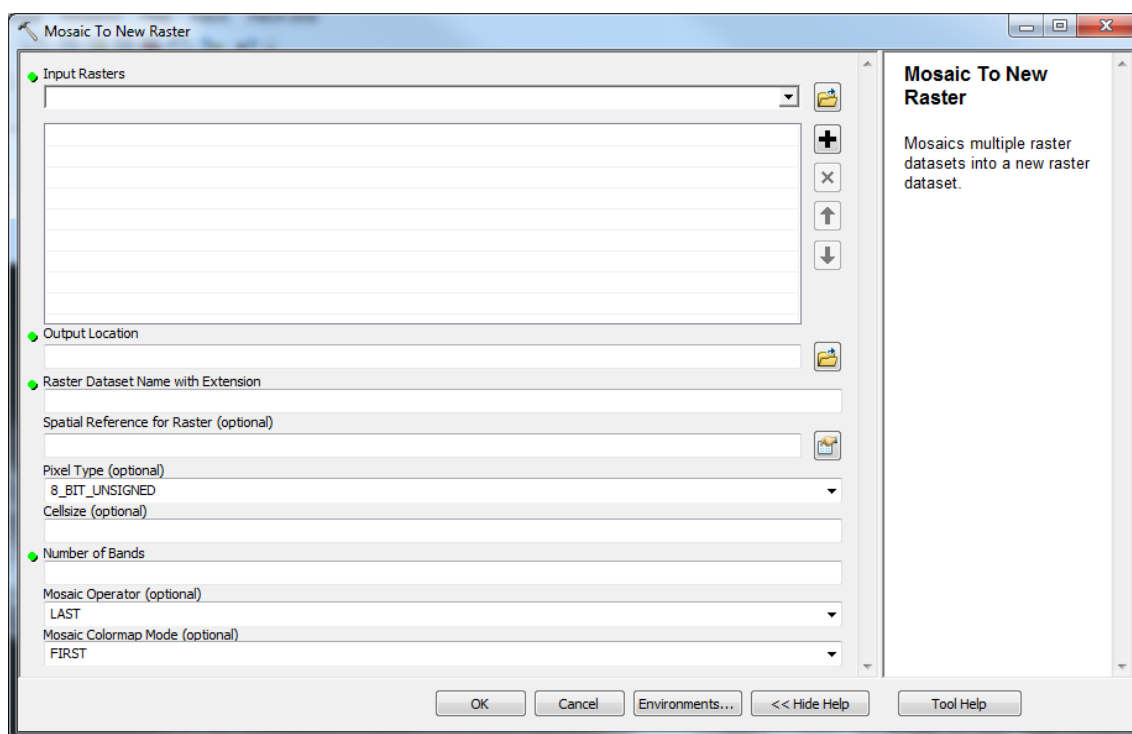 Mosaic To New Raster
Input Rasters
Output Location
Raster Dataset Name with Extension
Spatial Reference for Raster (optional)
Pixel Type (optional)
8_BIT_UNSIGNED
Cellsize (optional)
Number of Bands
Mosaic Operator (optional)
LAST
Mosaic Colormap Mode (optional)
FIRST
OK Cancel Environments... << Hide Help
Mosaic To New
Raster
Mosaics multiple raster
datasets into a new raster
dataset.
Tool Help